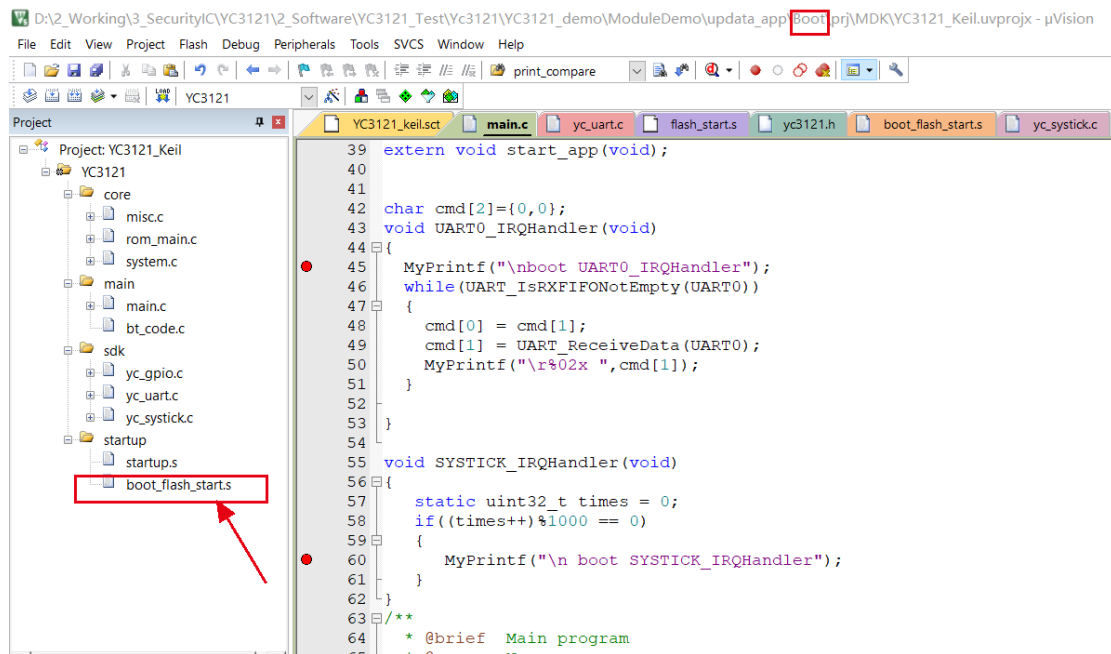 D:\2_Working\3_SecurityIC\YC3121\2_Software\YC3121_Test\Yc3121\YC3121_demo\ModuleDemo\updata_app\Boot\prj\MDK\YC3121_Keil.uvprojx - µVision
File Edit View Project Flash Debug Peripherals Tools SVCS Window Help
print_compare
LOAD YC3121
Project
YC3121_keil.sct main.c yc_uart.c flash_start.s yc3121.h boot_flash_start.s yc_systick.c
Project: YC3121_Keil
YC3121
core
misc.c
rom_main.c
system.c
main
main.c
bt_code.c
sdk
yc_gpio.c
yc_uart.c
yc_systick.c
startup
startup.s
boot_flash_start.s
39 extern void start_app(void);
40
41
42 char cmd[2]={0,0};
43 void UART0_IRQHandler(void)
44 {
45 MyPrintf("\nboot UART0_IRQHandler");
46 while(UART_IsRXFIFONotEmpty(UART0))
47 {
48 cmd[0] = cmd[1];
49 cmd[1] = UART_ReceiveData(UART0);
50 MyPrintf("\r%02x ",cmd[1]);
51 }
52
53 }
54
55 void SYSTICK_IRQHandler(void)
56 {
57 static uint32_t times = 0;
58 if((times++)%1000 == 0)
59 {
60 MyPrintf("\n boot SYSTICK_IRQHandler");
61 }
62 }
63 /**
64 * @brief Main program